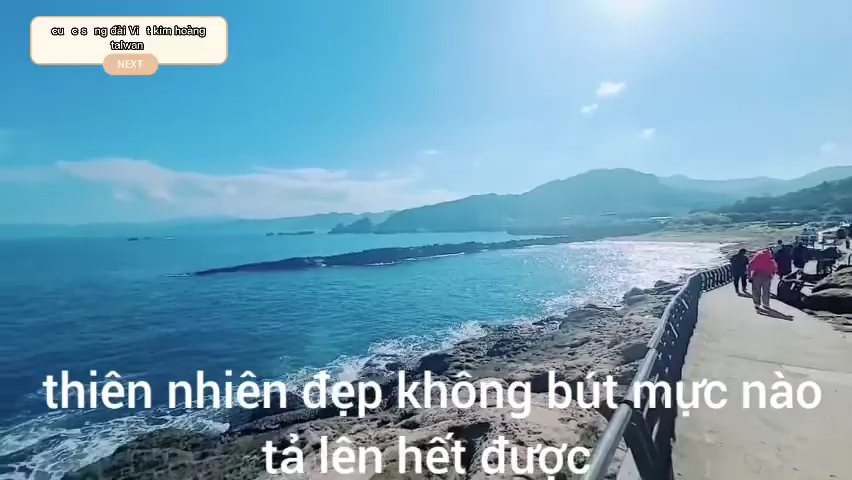 cu c s ng đài Vi t kim hoàng
taiwan
NEXT
thiên nhiên đẹp không bút mực nào
tả lên hết được